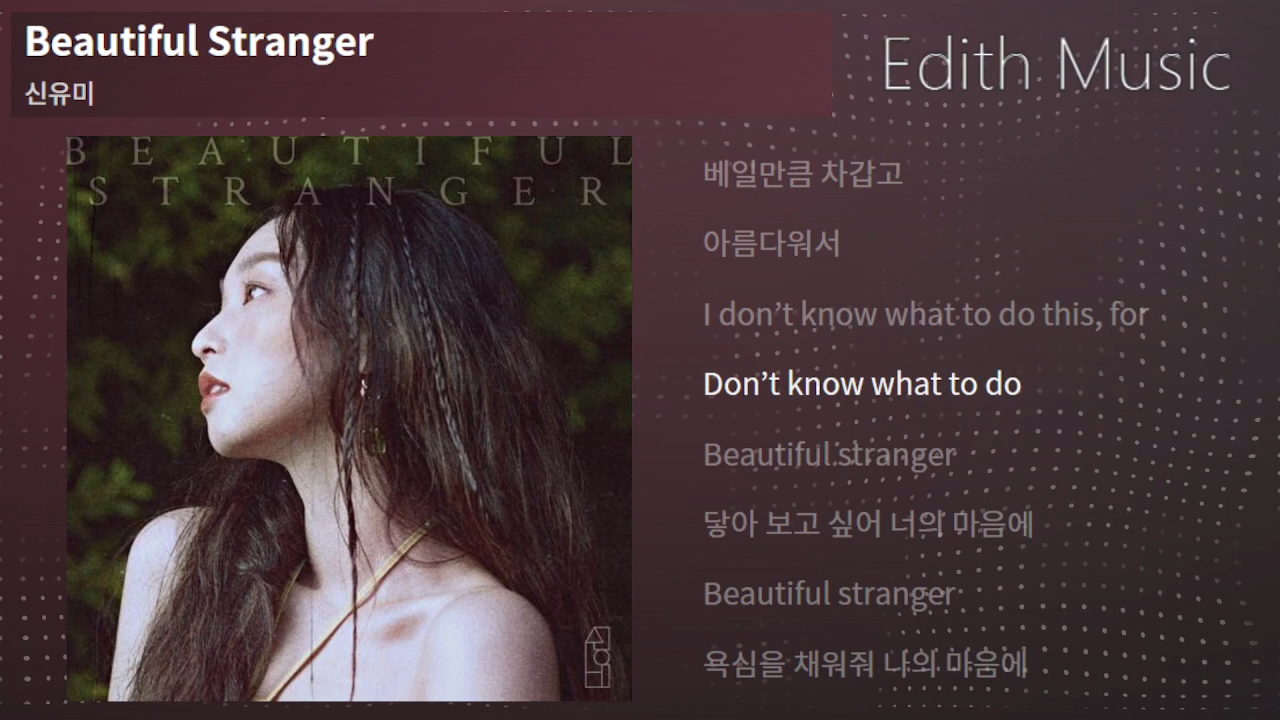 Beautiful Stranger
신유미
Edith Music
BEAUTIFUL
STRANGER
베일만큼 차갑고
아름다워서
I don’t know what to do this, for
Don’t know what to do
Beautiful stranger
닿아 보고 싶어 너의 마음에
Beautiful stranger
욕심을 채워줘 나의 마음에